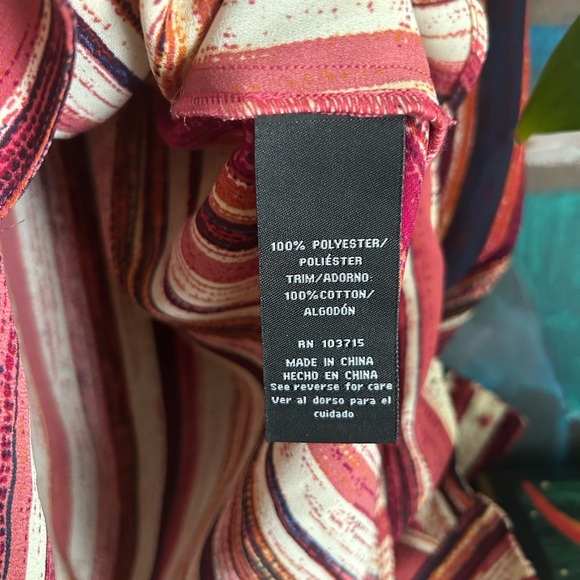 100% POLYESTER/
POLIÉSTER
TRIM/ADORNO:
100%COTTON/
ALGODÓN
RN 103715
MADE IN CHINA
HECHO EN CHINA
See reverse for care
Ver al dorso para el
cuidado